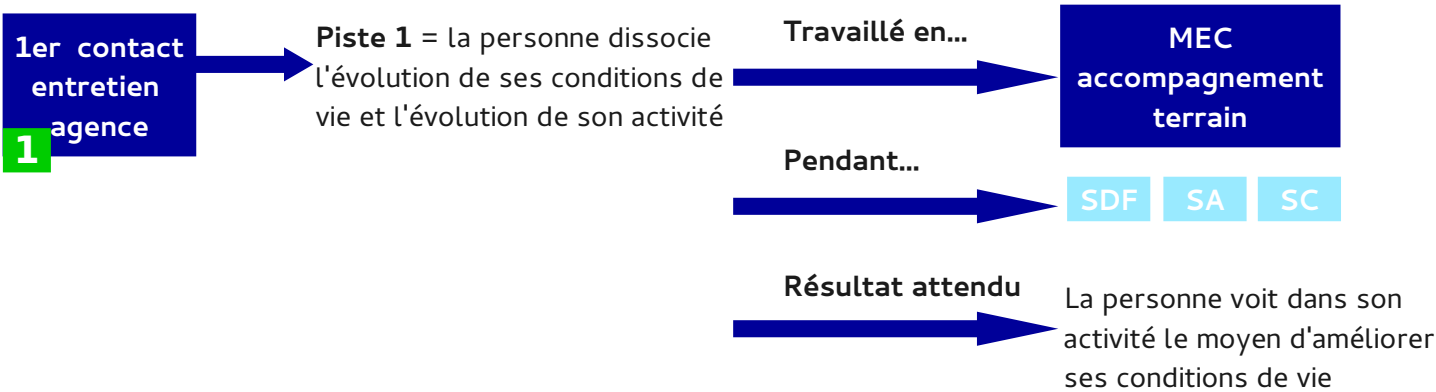 1er contact
entretien
agence
1
Piste 1 = la personne dissocie
l'évolution de ses conditions de
vie et l'évolution de son activité
Travaillé en...
MEC
accompagnement
terrain
Pendant...
SDF SA SC
Résultat attendu
La personne voit dans son
activité le moyen d'améliorer
ses conditions de vie